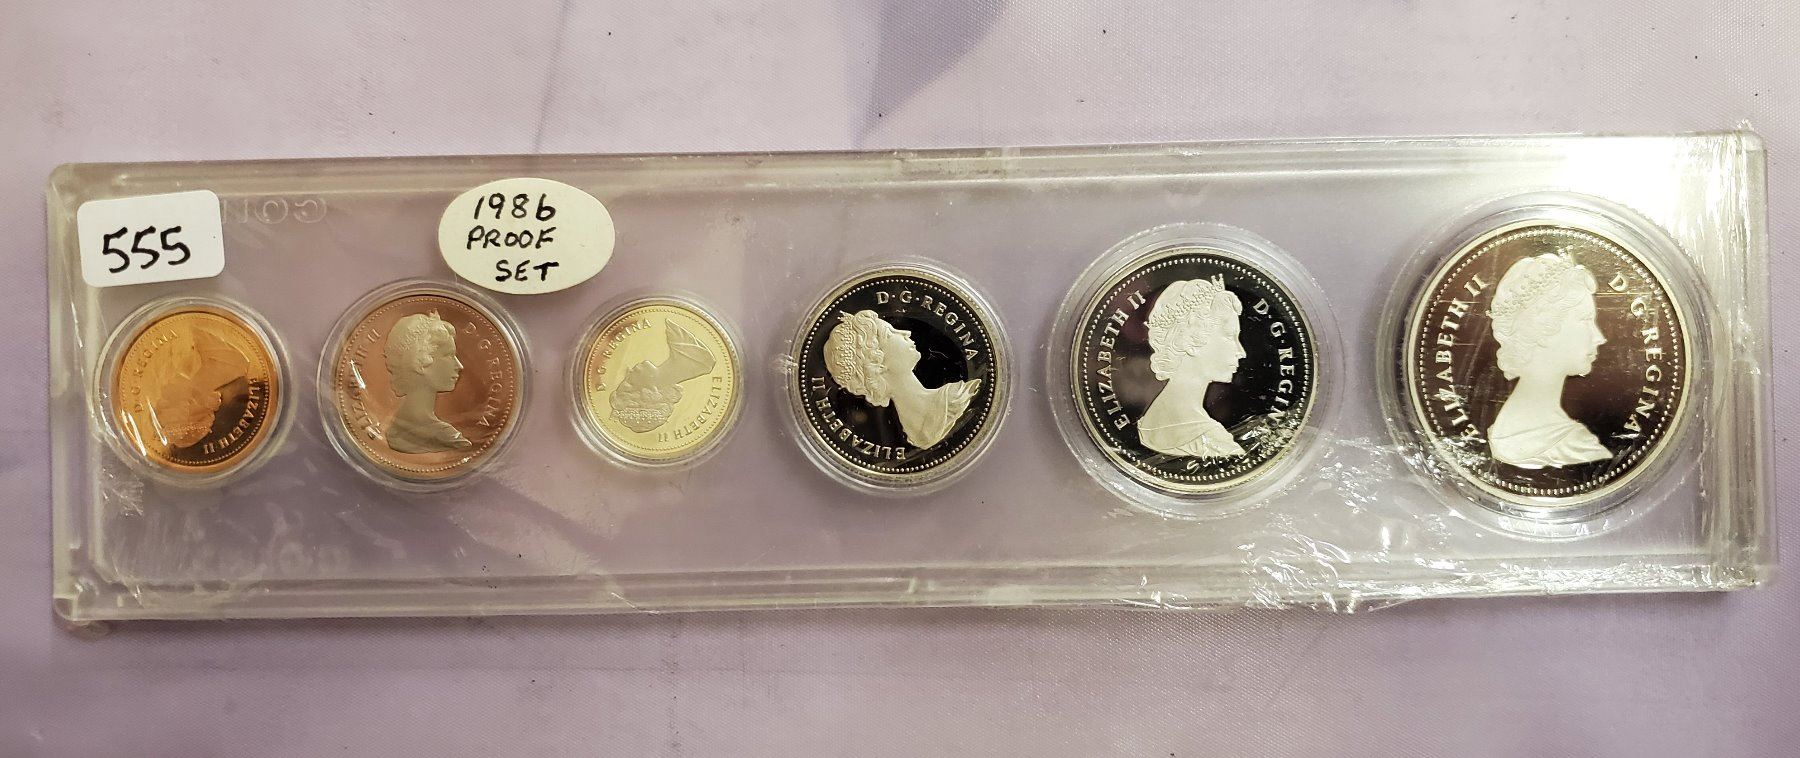 555
1986
PROOF
SET
D·G·REGINA
ELIZABETH II
ELIZABETH II
D·G·REGINA
D·G·REGINA
ELIZABETH II
D·G·REGINA
ELIZABETH II
ELIZABETH II
D·G·REGINA
ELIZABETH II
D·G·REGINA